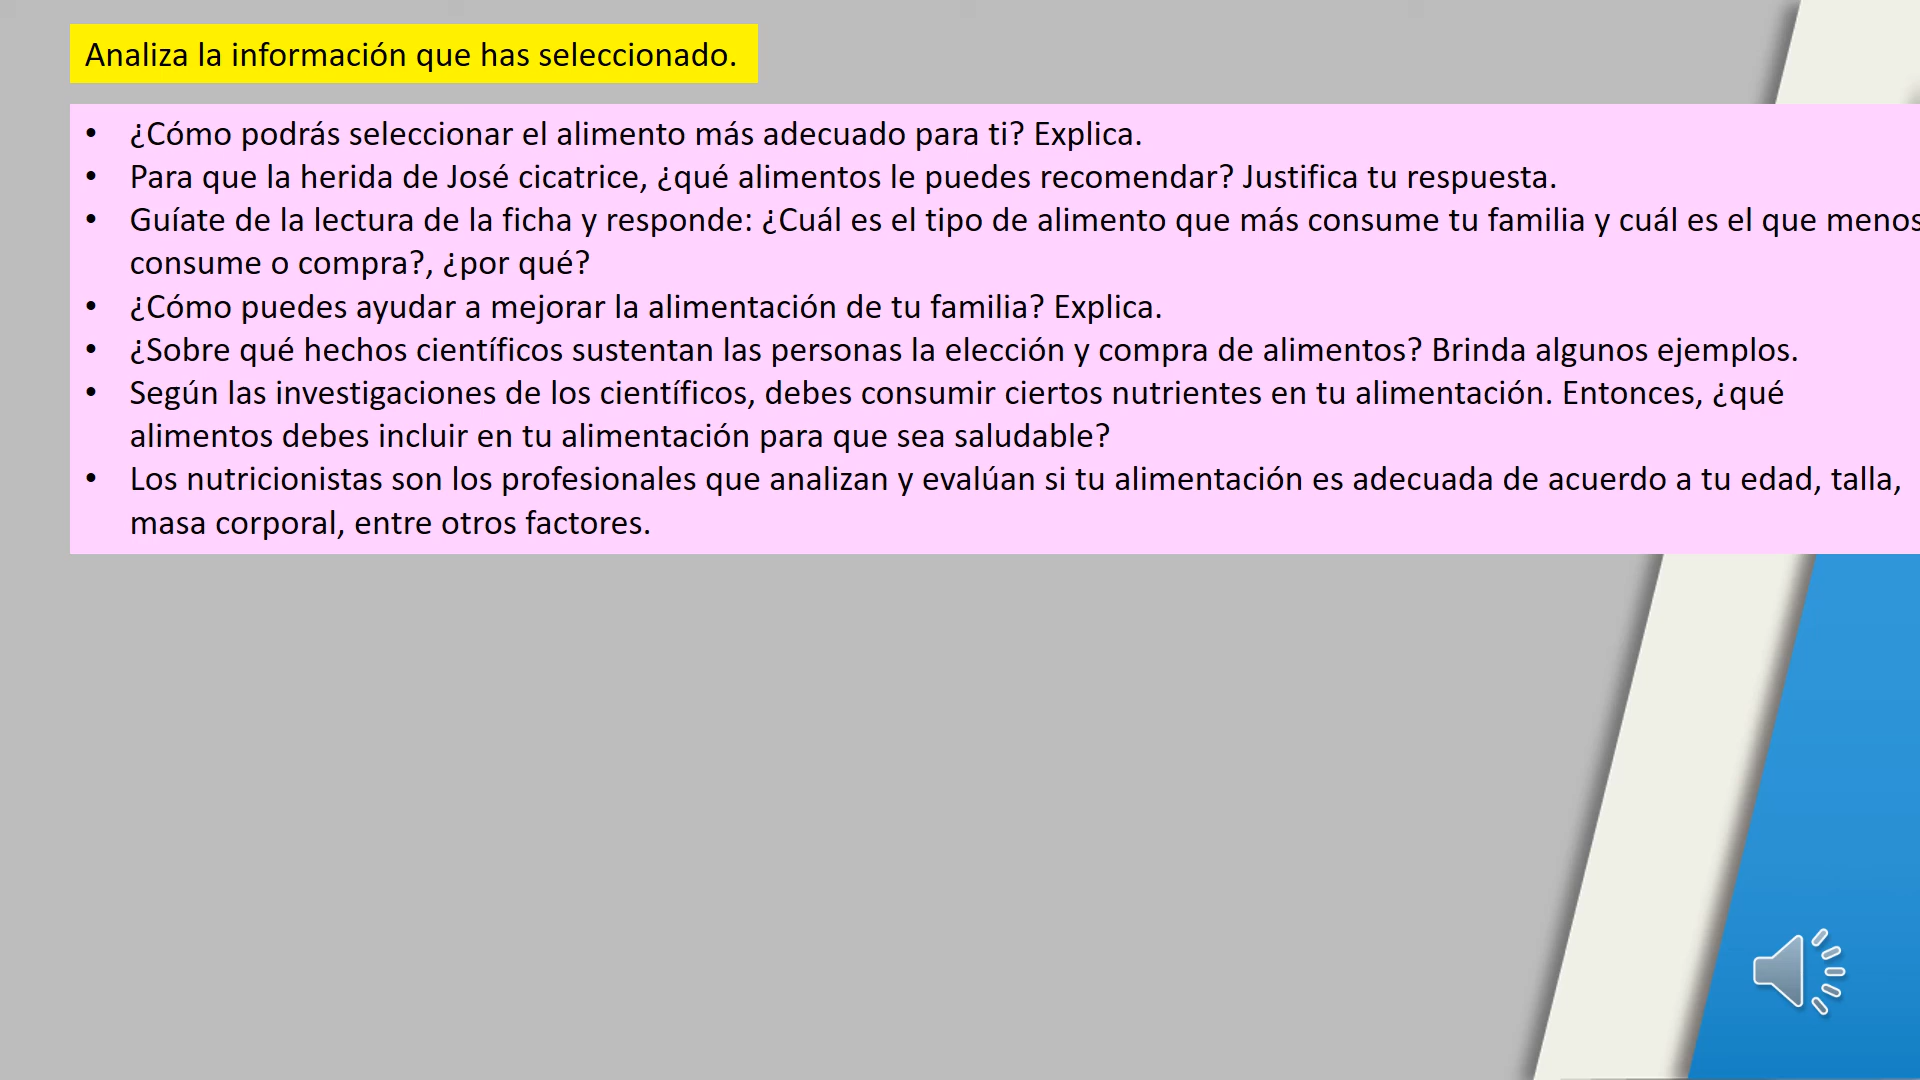 Analiza la información que has seleccionado.
• ¿Cómo podrás seleccionar el alimento más adecuado para ti? Explica.
• Para que la herida de José cicatrice, ¿qué alimentos le puedes recomendar? Justifica tu respuesta.
• Guíate de la lectura de la ficha y responde: ¿Cuál es el tipo de alimento que más consume tu familia y cuál es el que menos
consume o compra?, ¿por qué?
• ¿Cómo puedes ayudar a mejorar la alimentación de tu familia? Explica.
• ¿Sobre qué hechos científicos sustentan las personas la elección y compra de alimentos? Brinda algunos ejemplos.
• Según las investigaciones de los científicos, debes consumir ciertos nutrientes en tu alimentación. Entonces, ¿qué
alimentos debes incluir en tu alimentación para que sea saludable?
• Los nutricionistas son los profesionales que analizan y evalúan si tu alimentación es adecuada de acuerdo a tu edad, talla,
masa corporal, entre otros factores.